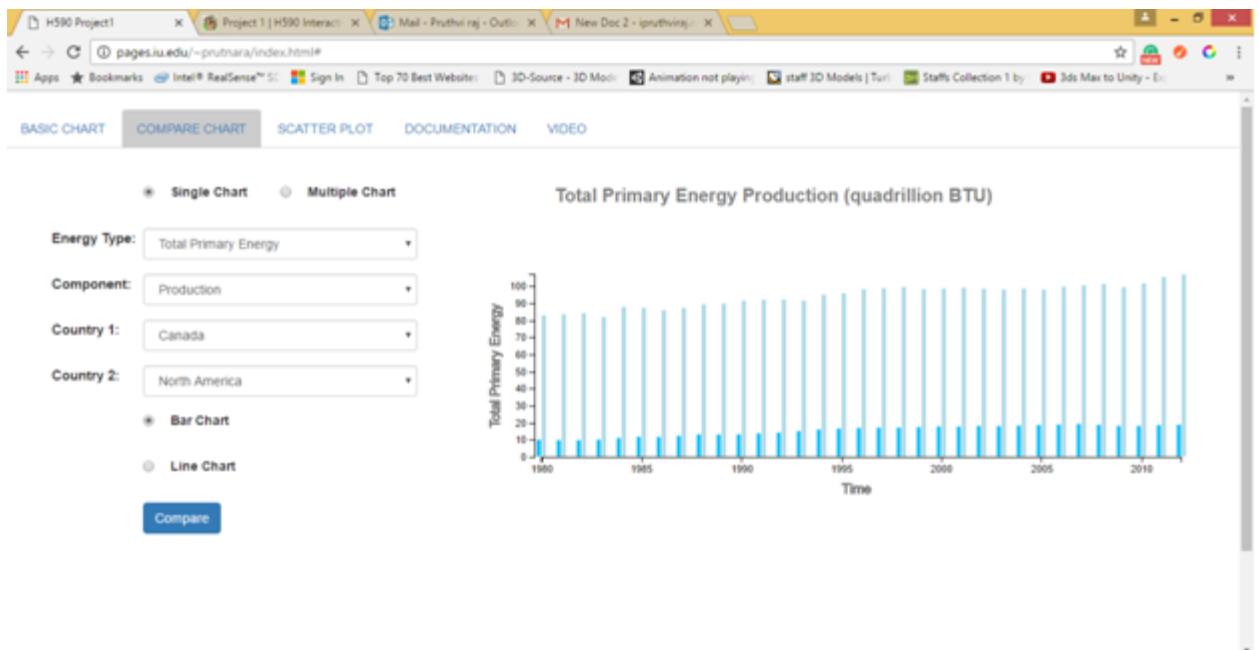 H590 Project1
Project 1 | H590 Interact
Mail - Pruthvi raj - Outlo
New Doc 2 - ipruthviraj
pages.iu.edu/~prutnara/index.html#
Apps Bookmarks Intel® RealSense™ Sign In Top 70 Best Website 3D-Source - 3D Mode Animation not playing staff 3D Models | Tur Staffs Collection 1 by 3ds Max to Unity - Ex
BASIC CHART COMPARE CHART SCATTER PLOT DOCUMENTATION VIDEO
Single Chart Multiple Chart
Energy Type: Total Primary Energy
Component: Production
Country 1: Canada
Country 2: North America
Bar Chart
Line Chart
Compare
Total Primary Energy Production (quadrillion BTU)
Total Primary Energy
100
90
80
70
60
50
40
30
20
10
0
1980 1985 1990 1995 2000 2005 2010
Time